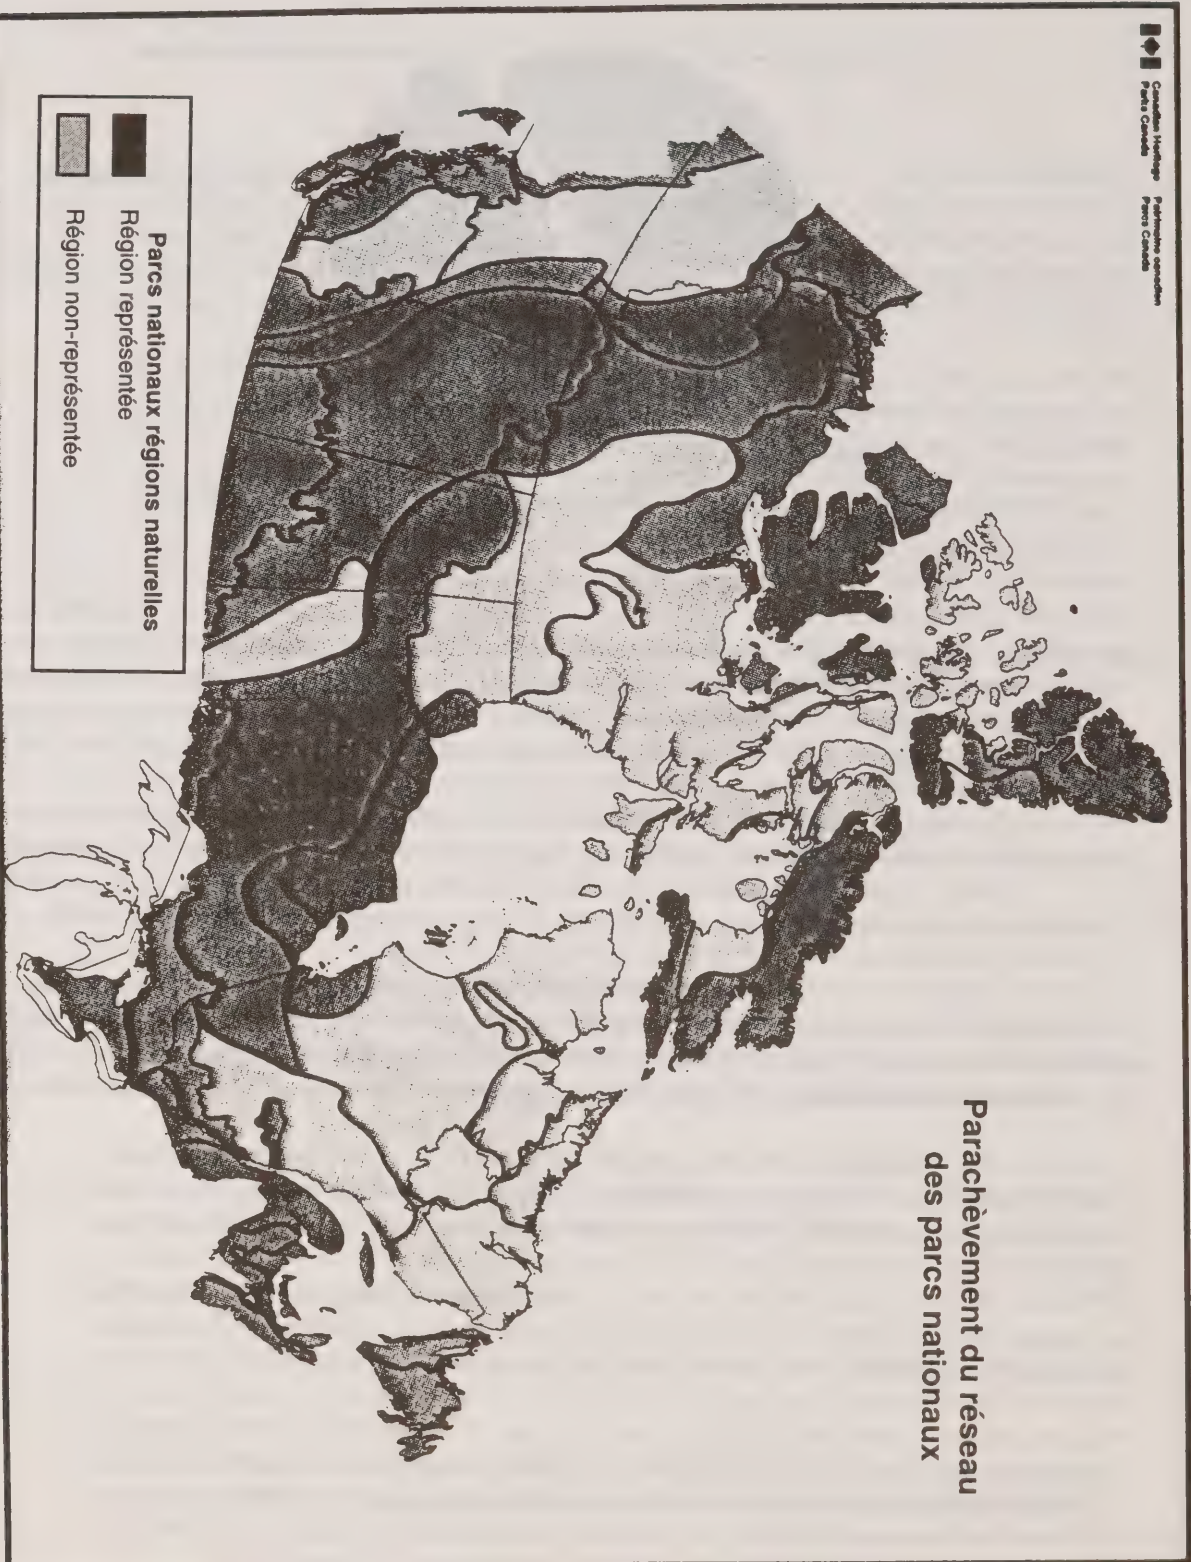 Canadian Heritage
Parks Canada
Patrimoine canadien
Parcs Canada
Parachèvement du réseau
des parcs nationaux
Parcs nationaux régions naturelles
Région représentée
Région non-représentée